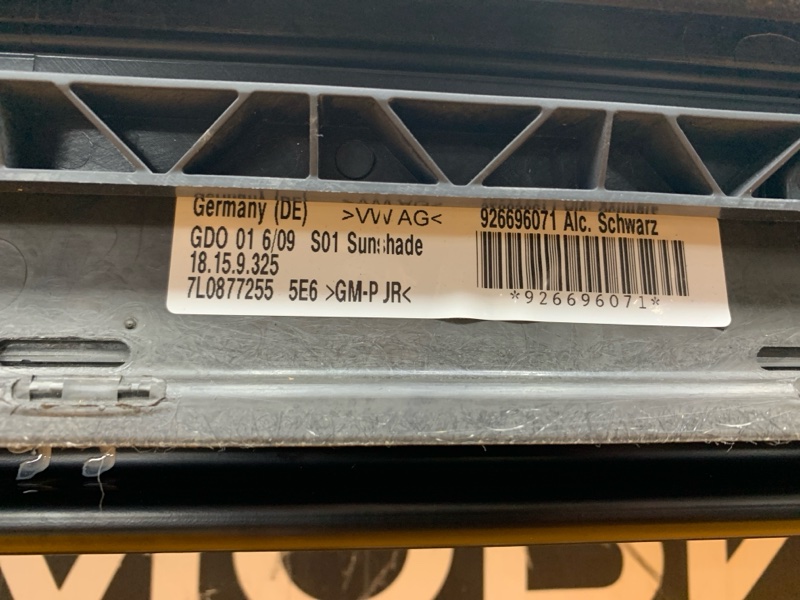 Germany (DE) >VW AG<
926696071 Alc. Schwarz
GDO 01 6/09 S01 Sunshade
18.15.9.325
7L0877255 5E6 >GM-P JR<
*926696071*